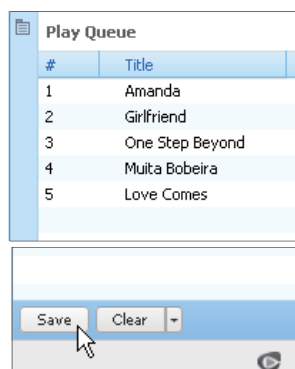 Play Queue
# Title
1 Amanda
2 Girlfriend
3 One Step Beyond
4 Muita Bobeira
5 Love Comes
Save Clear